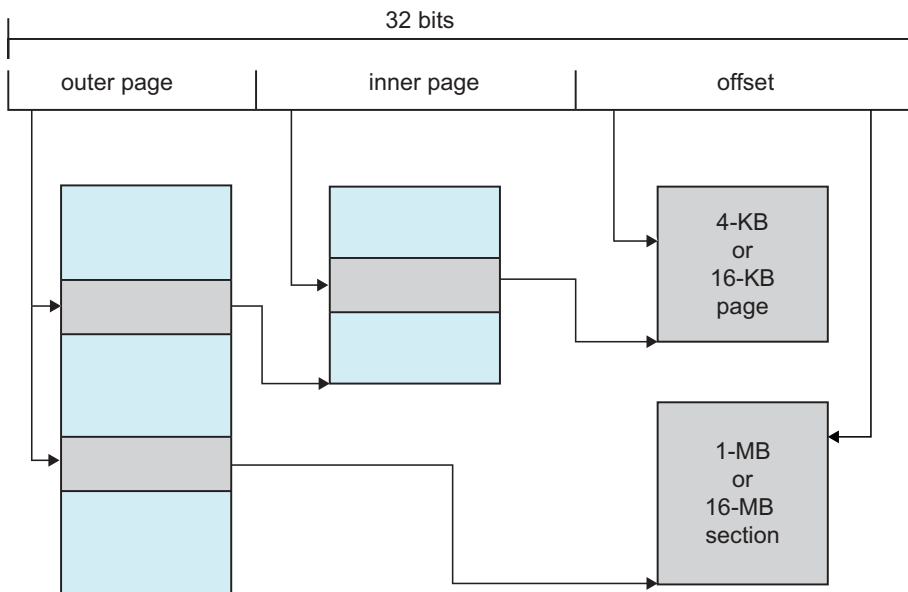 32 bits
outer page
inner page
offset
4-KB
or
16-KB
page
1-MB
or
16-MB
section